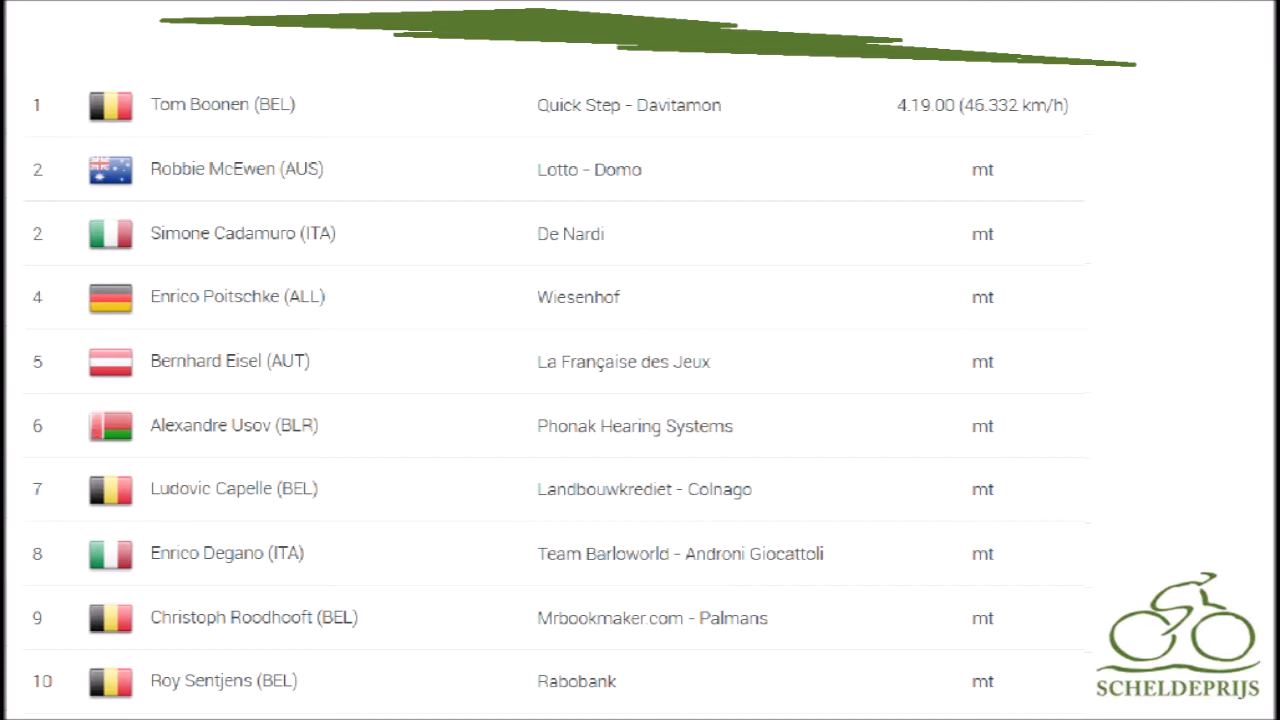 1 Tom Boonen (BEL) Quick Step - Davitamon 4.19.00 (46.332 km/h)
2 Robbie McEwen (AUS) Lotto - Domo mt
2 Simone Cadamuro (ITA) De Nardi mt
4 Enrico Poitschke (ALL) Wiesenhof mt
5 Bernhard Eisel (AUT) La Française des Jeux mt
6 Alexandre Usov (BLR) Phonak Hearing Systems mt
7 Ludovic Capelle (BEL) Landbouwkrediet - Colnago mt
8 Enrico Degano (ITA) Team Barloworld - Androni Giocattoli mt
9 Christoph Roodhooft (BEL) Mrbookmaker.com - Palmans mt
10 Roy Sentjens (BEL) Rabobank mt
SCHELDEPRIJS